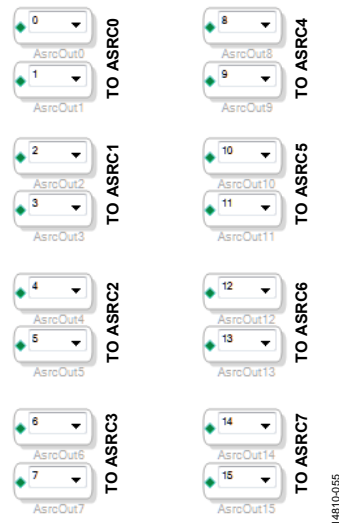 0
AsrcOut0
1
AsrcOut1
TO ASRC0
2
AsrcOut2
3
AsrcOut3
TO ASRC1
4
AsrcOut4
5
AsrcOut5
TO ASRC2
6
AsrcOut6
7
AsrcOut7
TO ASRC3
8
AsrcOut8
9
AsrcOut9
TO ASRC4
10
AsrcOut10
11
AsrcOut11
TO ASRC5
12
AsrcOut12
13
AsrcOut13
TO ASRC6
14
AsrcOut14
15
AsrcOut15
TO ASRC7
14810-055